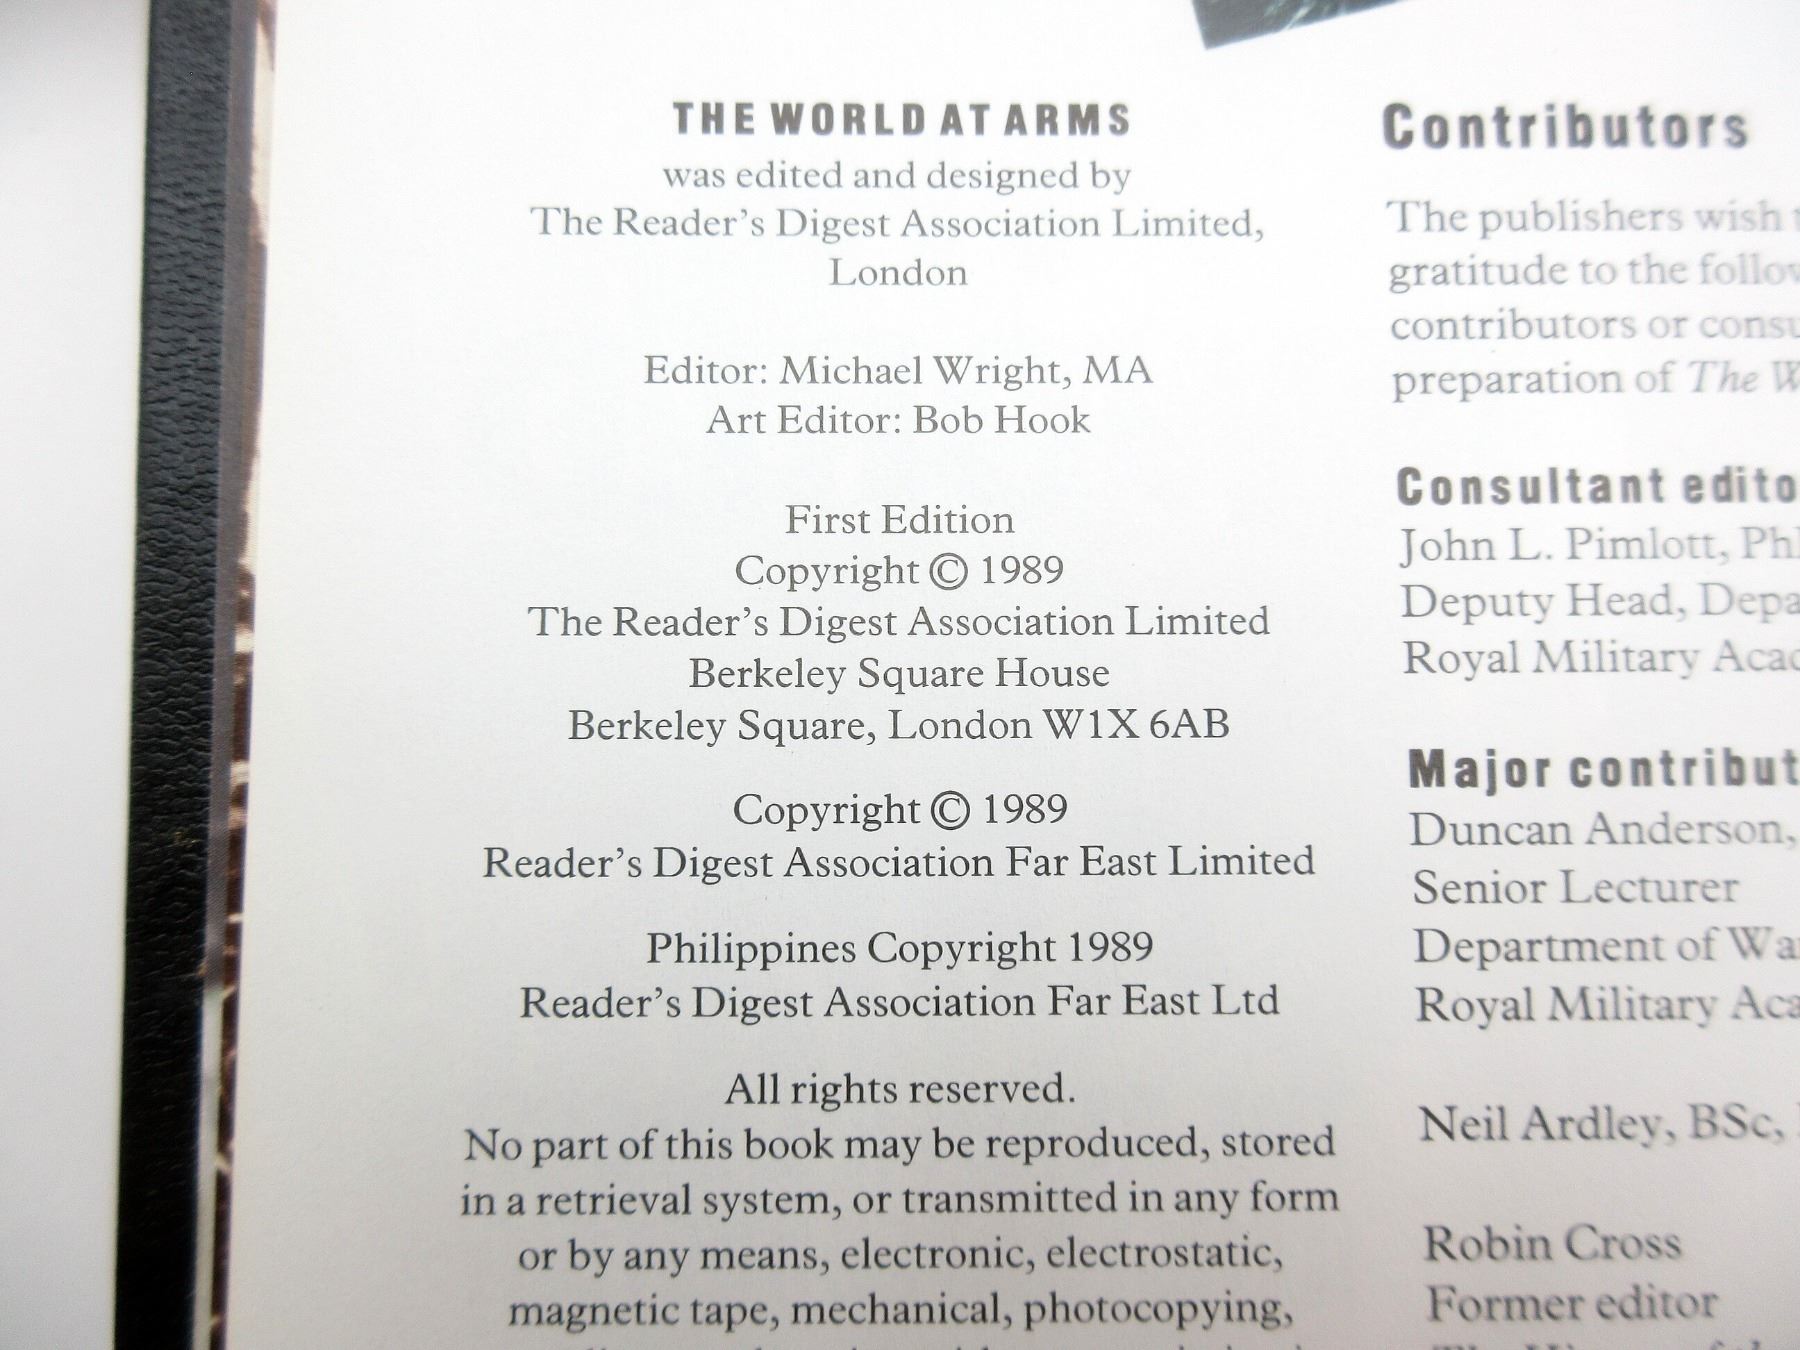 THE WORLD AT ARMS
was edited and designed by
The Reader's Digest Association Limited,
London
Editor: Michael Wright, MA
Art Editor: Bob Hook
First Edition
Copyright © 1989
The Reader's Digest Association Limited
Berkeley Square House
Berkeley Square, London W1X 6AB
Copyright © 1989
Reader's Digest Association Far East Limited
Philippines Copyright 1989
Reader's Digest Association Far East Ltd
All rights reserved.
No part of this book may be reproduced, stored
in a retrieval system, or transmitted in any form
or by any means, electronic, electrostatic,
magnetic tape, mechanical, photocopying,
Contributors
The publishers wish
gratitude to the
contributors or
preparation of The
Consultant
John L. Pimlott,
Deputy Head,
Royal Military
Major
Duncan Anderson,
Senior Lecturer
Department of
Royal Military
Neil Ardley, BSc,
Robin Cross
Former editor